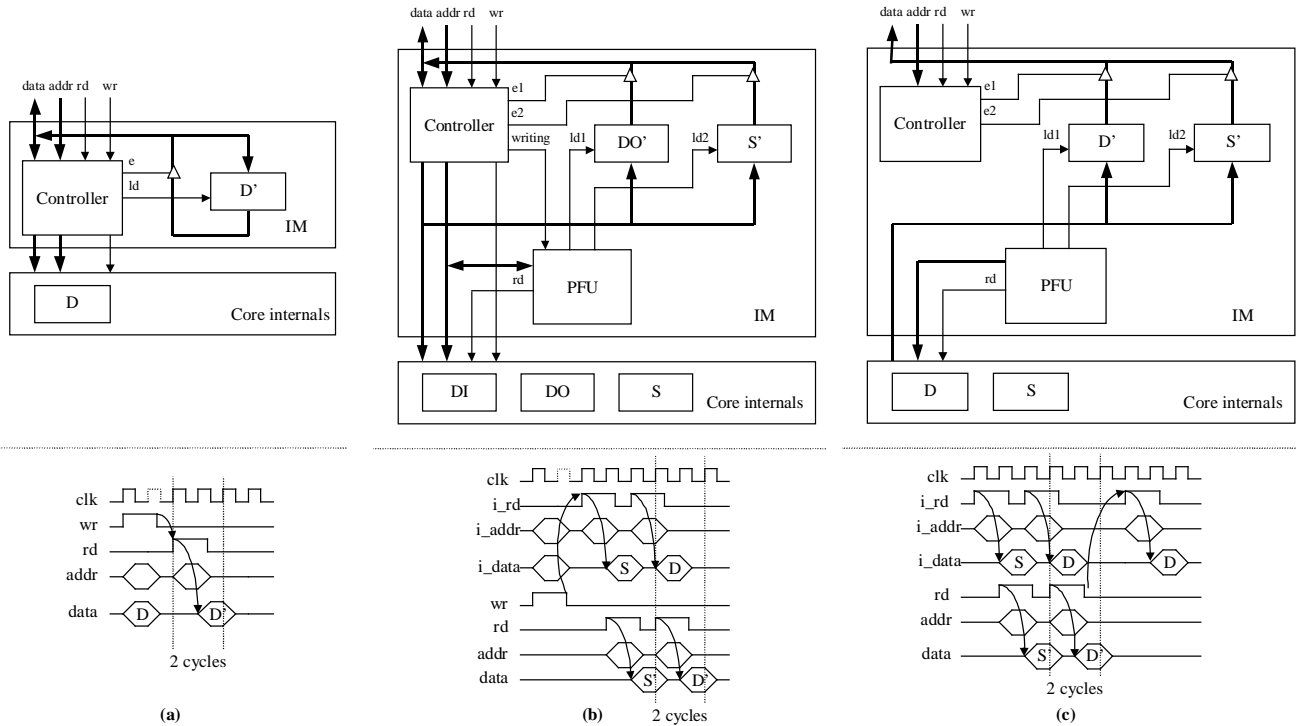 data addr rd wr
e
ld
Controller
D'
IM
D
Core internals
clk
wr
rd
addr
data
D
D'
2 cycles
(a)
data addr rd wr
e1
e2
Controller
writing
ld1
DO'
ld2
S'
rd
PFU
IM
DI
DO
S
Core internals
clk
i_rd
i_addr
i_data
S
D
wr
rd
addr
data
S'
D'
2 cycles
(b)
data addr rd wr
e1
e2
Controller
ld1
D'
ld2
S'
rd
PFU
IM
D
S
Core internals
clk
i_rd
i_addr
i_data
S
D
D
rd
addr
data
S'
D'
2 cycles
(c)